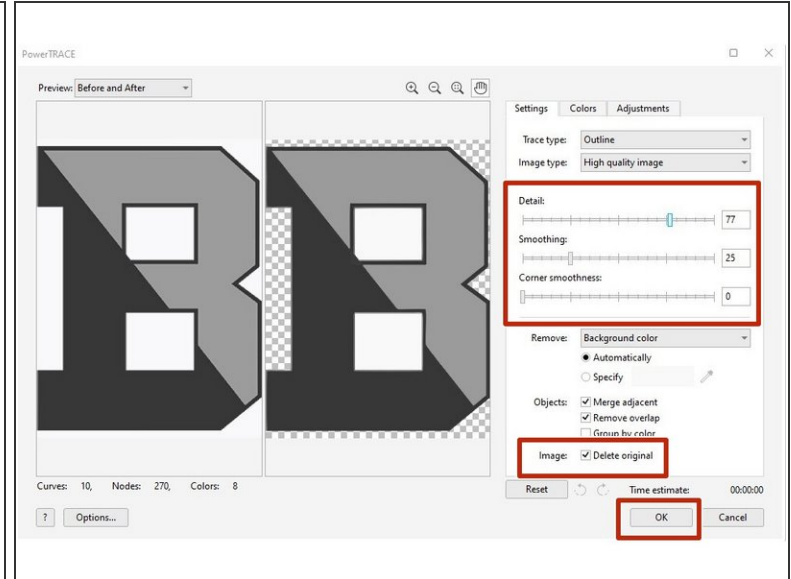 PowerTRACE
Preview: Before and After
Settings Colors Adjustments
Trace type: Outline
Image type: High quality image
Detail:
77
Smoothing:
25
Corner smoothness:
0
Remove: Background color
Automatically
Specify
Objects: Merge adjacent
Remove overlap
Group by color
Image: Delete original
Curves: 10, Nodes: 270, Colors: 8
Reset Time estimate: 00:00:00
? Options... OK Cancel
B
B